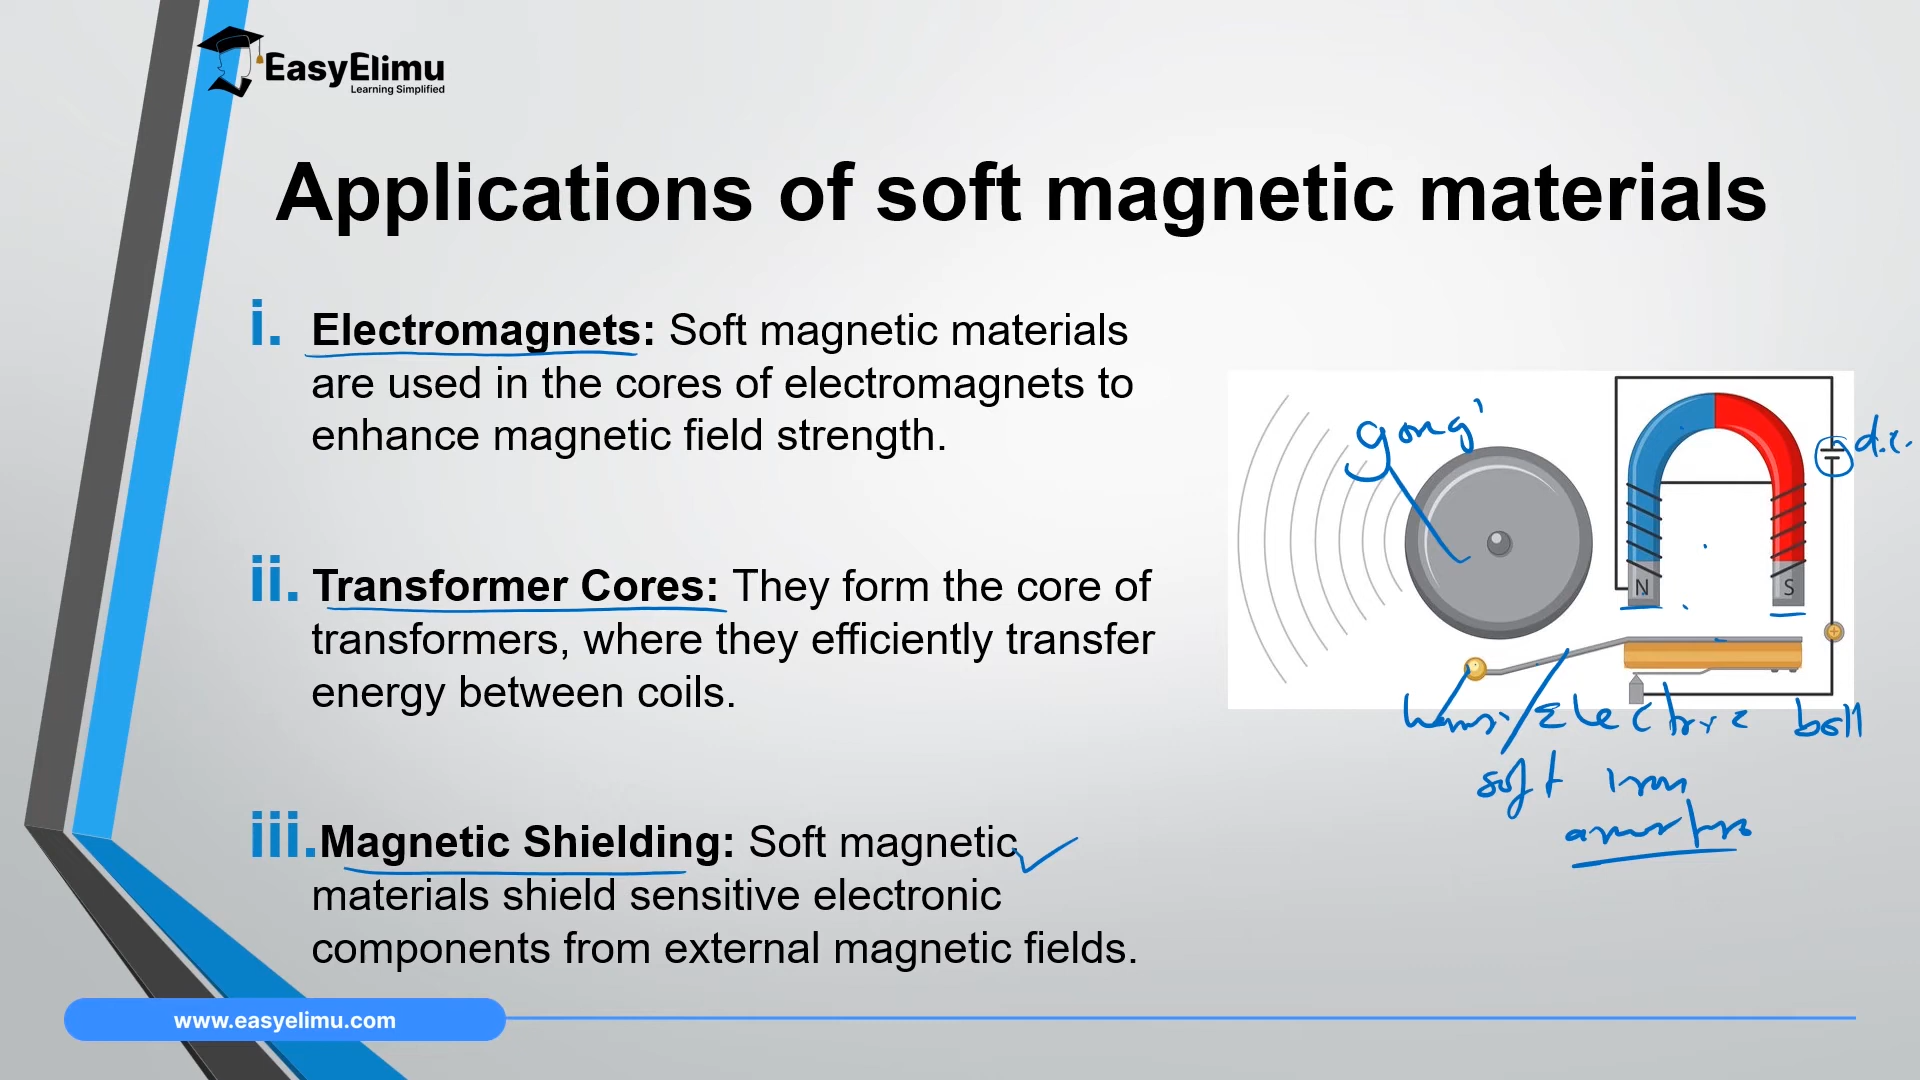 EasyElimu
Learning Simplified
Applications of soft magnetic materials
i. Electromagnets: Soft magnetic materials
are used in the cores of electromagnets to
enhance magnetic field strength.
ii. Transformer Cores: They form the core of
transformers, where they efficiently transfer
energy between coils.
iii. Magnetic Shielding: Soft magnetic
materials shield sensitive electronic
components from external magnetic fields.
gong
d.c.
N
S
Electric bell
soft iron
www.easyelimu.com